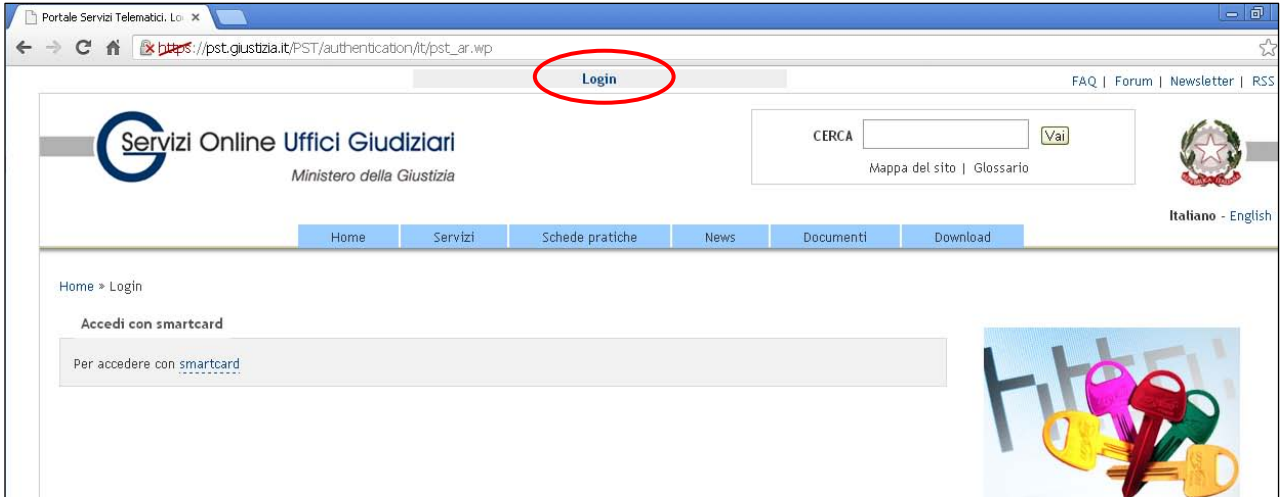 Portale Servizi Telematici. Lo
https://pst.giustizia.it/PST/authentication/it/pst_ar.wp
Login
FAQ | Forum | Newsletter | RSS
Servizi Online Uffici Giudiziari
Ministero della Giustizia
CERCA
Vai
Mappa del sito | Glossario
Italiano - English
Home
Servizi
Schede pratiche
News
Documenti
Download
Home » Login
Accedi con smartcard
Per accedere con smartcard